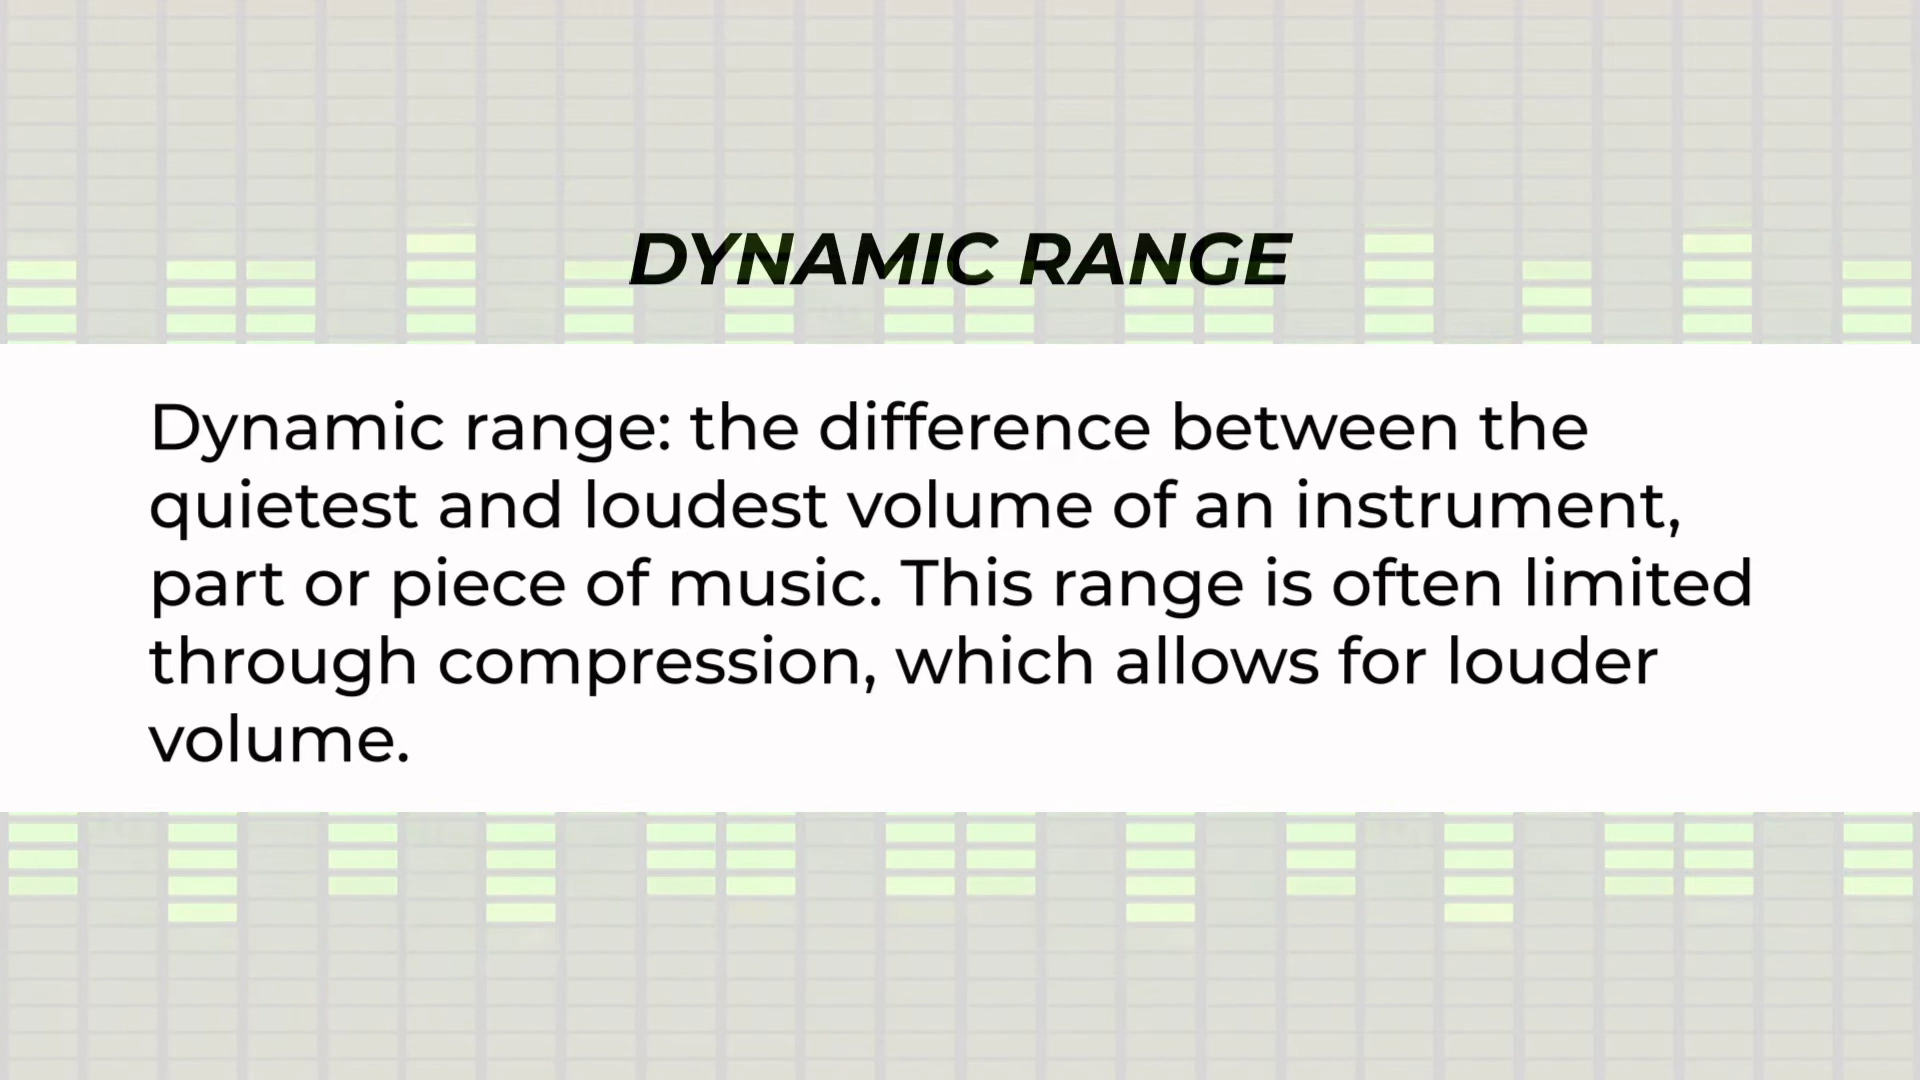 DYNAMIC RANGE
Dynamic range: the difference between the
quietest and loudest volume of an instrument,
part or piece of music. This range is often limited
through compression, which allows for louder
volume.